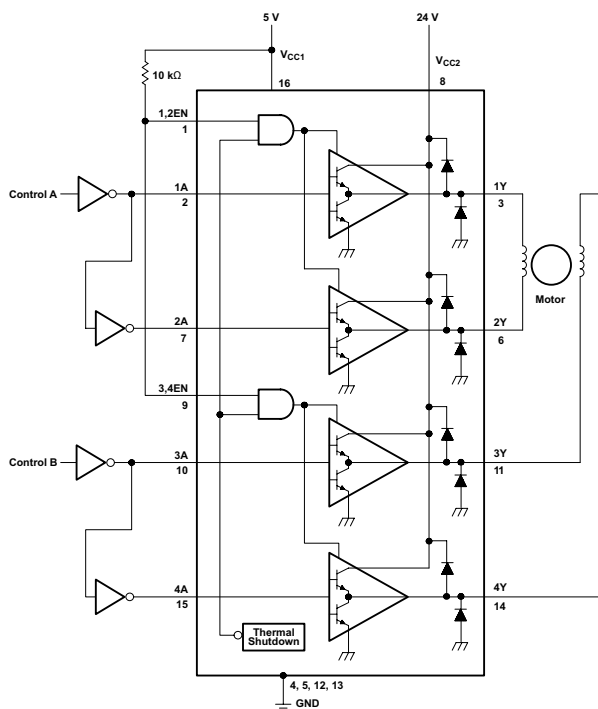 5 V
24 V
10 kΩ
VCC1
VCC2
16
8
1,2EN
1
Control A
1A
2
1Y
3
Motor
2A
7
2Y
6
3,4EN
9
Control B
3A
10
3Y
11
4A
15
4Y
14
Thermal
Shutdown
4, 5, 12, 13
GND